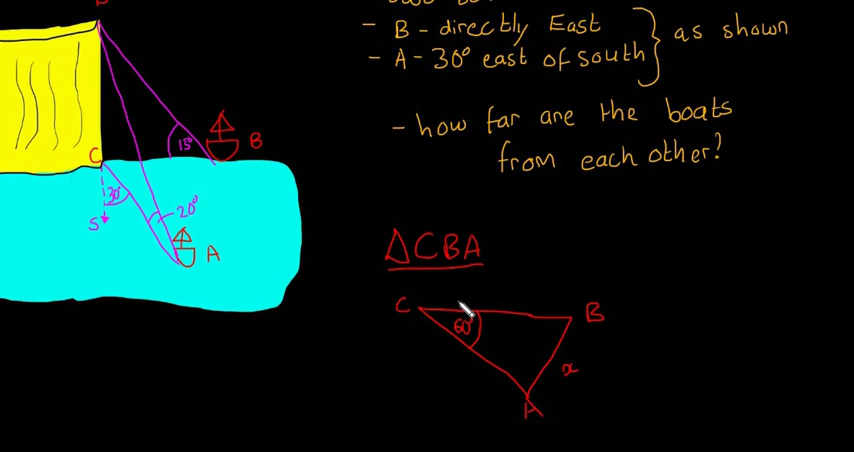 - B - directly East
- A - 30° east of south
as shown
- how far are the boats
from each other?
15°
B
C
30°
S
20°
A
△CBA
C
60°
B
x
A